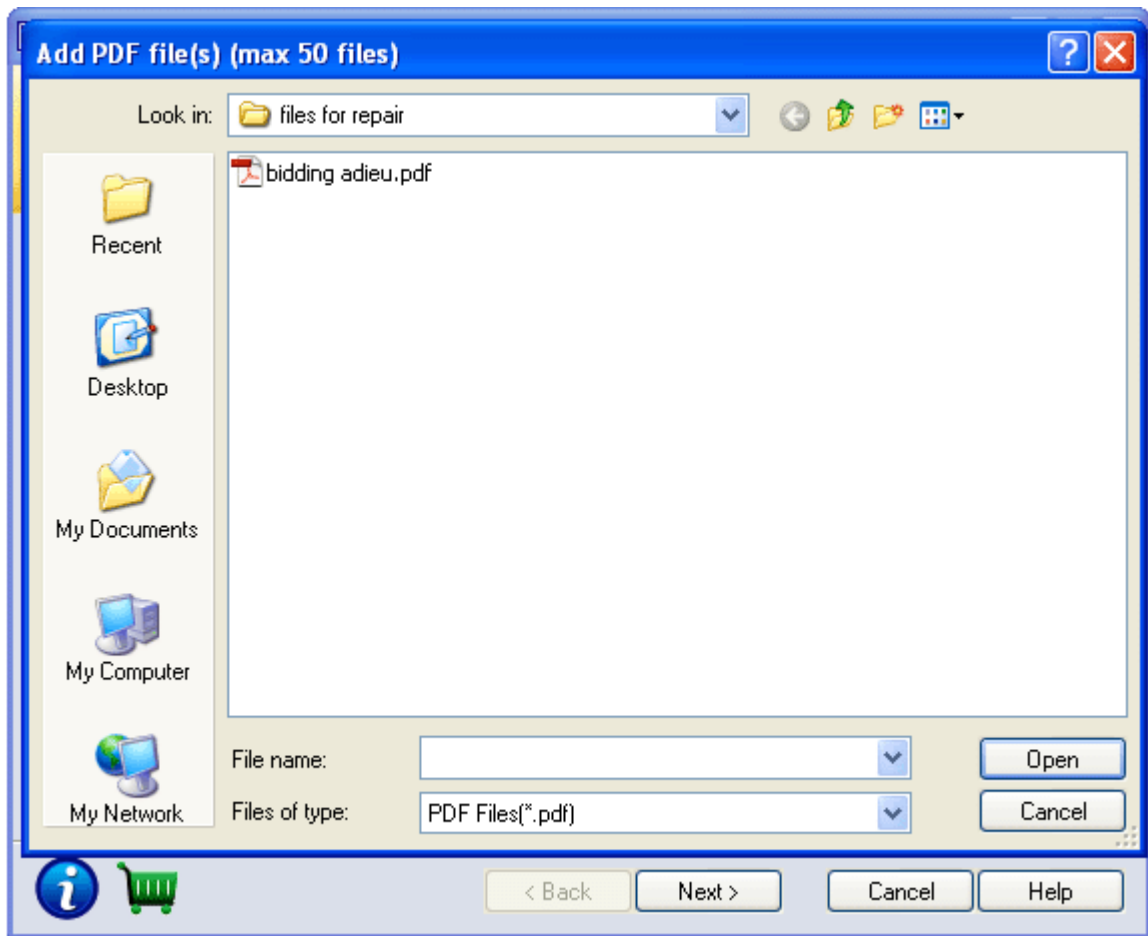 Add PDF file(s) (max 50 files)
Look in: files for repair
bidding adieu.pdf
Recent
Desktop
My Documents
My Computer
My Network
File name:
Open
Files of type: PDF Files(*.pdf) Cancel
< Back Next > Cancel Help